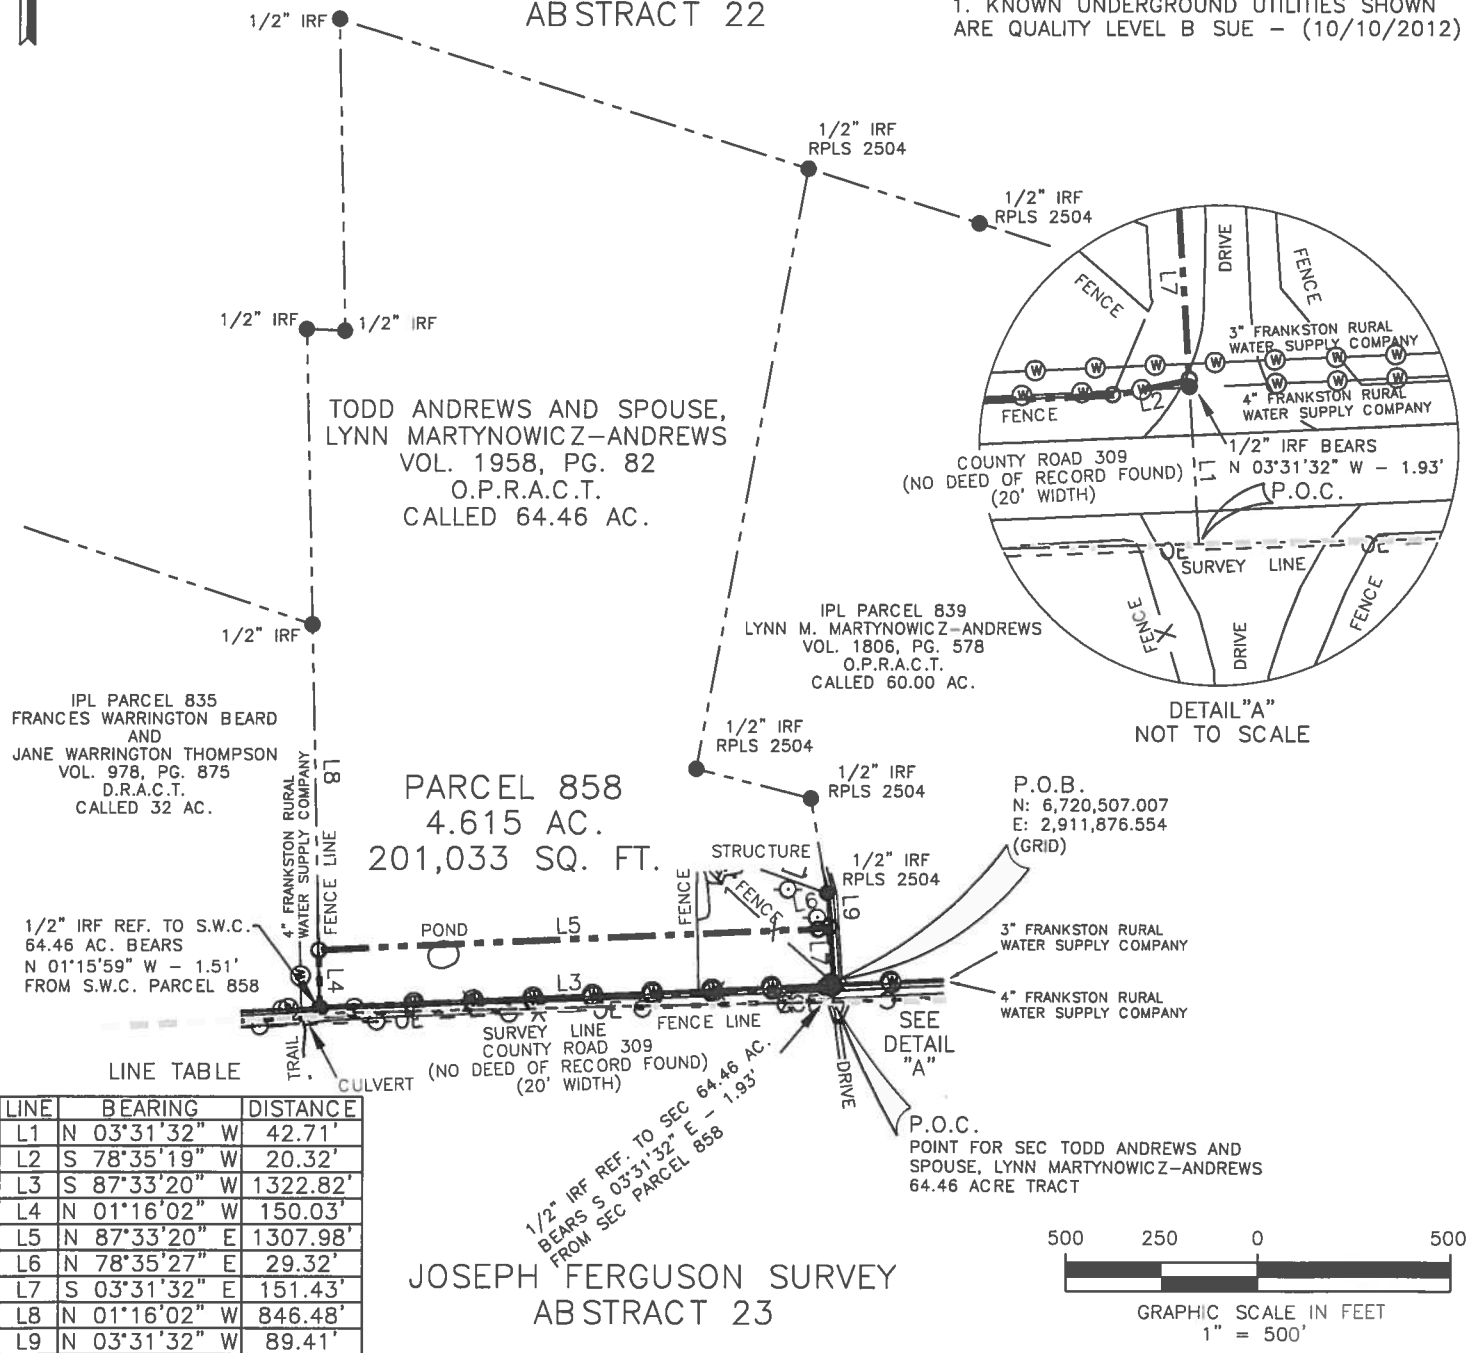 1/2" IRF
ABSTRACT 22
1. KNOWN UNDERGROUND UTILITIES SHOWN
ARE QUALITY LEVEL B SUE - (10/10/2012)
1/2" IRF
RPLS 2504
1/2" IRF
RPLS 2504
1/2" IRF
1/2" IRF
TODD ANDREWS AND SPOUSE,
LYNN MARTYNOWICZ-ANDREWS
VOL. 1958, PG. 82
O.P.R.A.C.T.
CALLED 64.46 AC.
FENCE
L7
DRIVE
FENCE
3" FRANKSTON RURAL
WATER SUPPLY COMPANY
W W W W W W W
W W W W W W
L2
FENCE
4" FRANKSTON RURAL
WATER SUPPLY COMPANY
1/2" IRF BEARS
N 03°31'32" W - 1.93'
COUNTY ROAD 309
(NO DEED OF RECORD FOUND)
(20' WIDTH)
L1
P.O.C.
OE
OE
SURVEY LINE
FENCE
X
DRIVE
FENCE
DETAIL"A"
NOT TO SCALE
1/2" IRF
IPL PARCEL 839
LYNN M. MARTYNOWICZ-ANDREWS
VOL. 1806, PG. 578
O.P.R.A.C.T.
CALLED 60.00 AC.
IPL PARCEL 835
FRANCES WARRINGTON BEARD
AND
JANE WARRINGTON THOMPSON
VOL. 978, PG. 875
D.R.A.C.T.
CALLED 32 AC.
4" FRANKSTON RURAL
WATER SUPPLY COMPANY
L8
FENCE LINE
PARCEL 858
4.615 AC.
201,033 SQ. FT.
1/2" IRF
RPLS 2504
1/2" IRF
RPLS 2504
STRUCTURE
1/2" IRF
RPLS 2504
P.O.B.
N: 6,720,507.007
E: 2,911,876.554
(GRID)
FENCE
FENCE
L6
L9
L7
1/2" IRF REF. TO S.W.C.
64.46 AC. BEARS
N 01°15'59" W - 1.51'
FROM S.W.C. PARCEL 858
POND
L5
L4
L3
3" FRANKSTON RURAL
WATER SUPPLY COMPANY
4" FRANKSTON RURAL
WATER SUPPLY COMPANY
SURVEY LINE
COUNTY ROAD 309
(NO DEED OF RECORD FOUND)
(20' WIDTH)
FENCE LINE
SEE
DETAIL
"A"
TRAIL
CULVERT
DRIVE
1/2" IRF REF. TO SEC 64.46 AC.
BEARS S 03°31'32" E - 1.93'
FROM SEC PARCEL 858
P.O.C.
POINT FOR SEC TODD ANDREWS AND
SPOUSE, LYNN MARTYNOWICZ-ANDREWS
64.46 ACRE TRACT
LINE TABLE
LINE BEARING DISTANCE
L1 N 03°31'32" W 42.71'
L2 S 78°35'19" W 20.32'
L3 S 87°33'20" W 1322.82'
L4 N 01°16'02" W 150.03'
L5 N 87°33'20" E 1307.98'
L6 N 78°35'27" E 29.32'
L7 S 03°31'32" E 151.43'
L8 N 01°16'02" W 846.48'
L9 N 03°31'32" W 89.41'
JOSEPH FERGUSON SURVEY
ABSTRACT 23
500 250 0 500
GRAPHIC SCALE IN FEET
1" = 500'